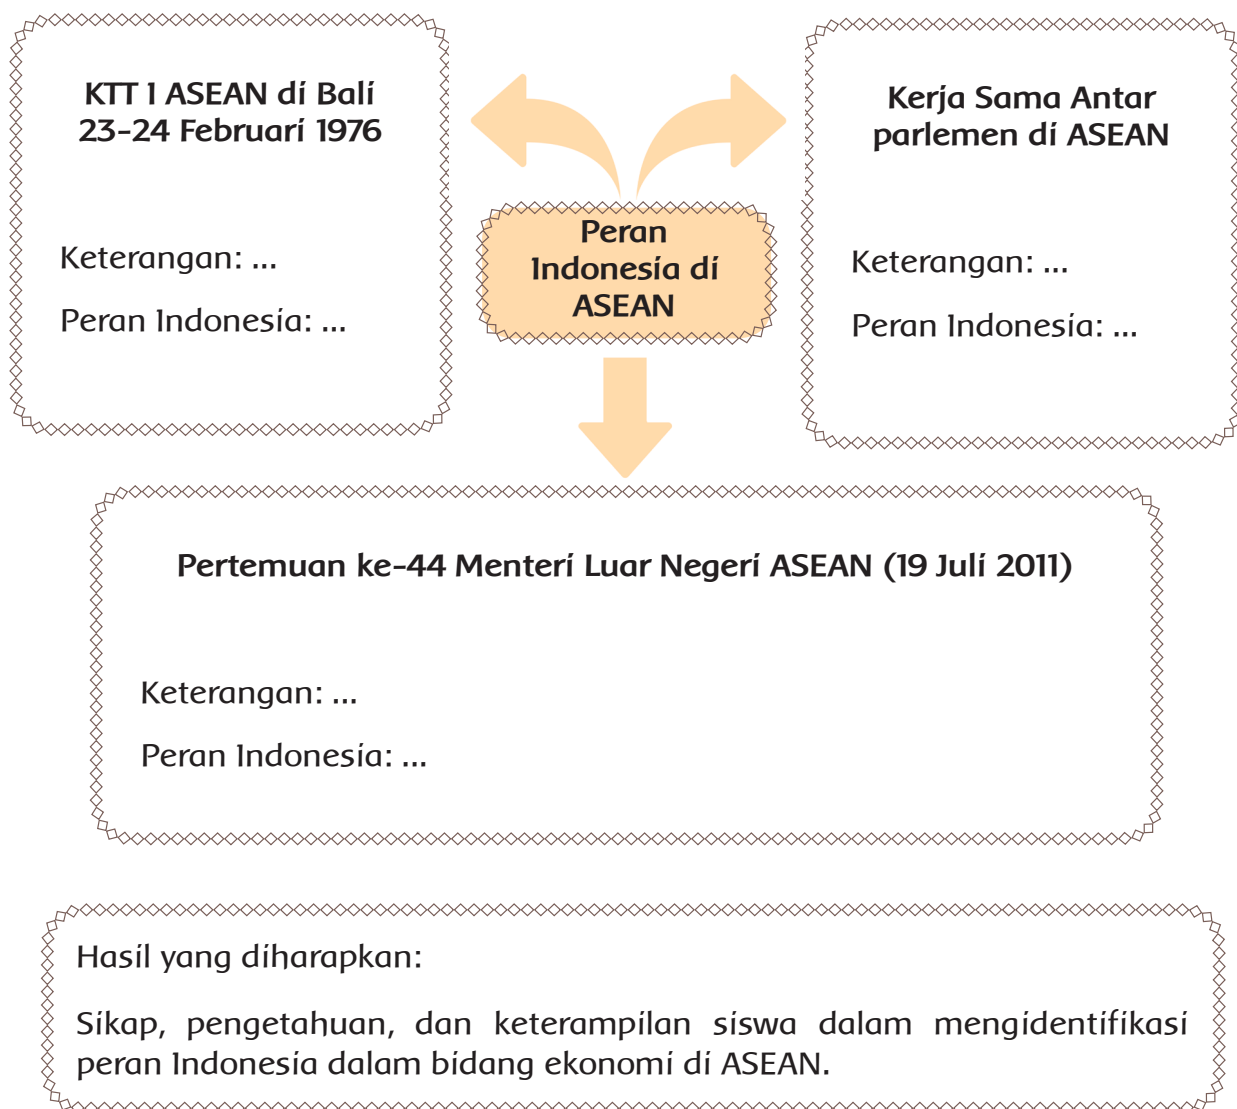 KTT 1 ASEAN di Bali
23-24 Februari 1976
Keterangan: ...
Peran Indonesia: ...
Kerja Sama Antar
parlemen di ASEAN
Keterangan: ...
Peran Indonesia: ...
Peran
Indonesia di
ASEAN
Pertemuan ke-44 Menteri Luar Negeri ASEAN (19 Juli 2011)
Keterangan: ...
Peran Indonesia: ...
Hasil yang diharapkan:
Sikap, pengetahuan, dan keterampilan siswa dalam mengidentifikasi
peran Indonesia dalam bidang ekonomi di ASEAN.